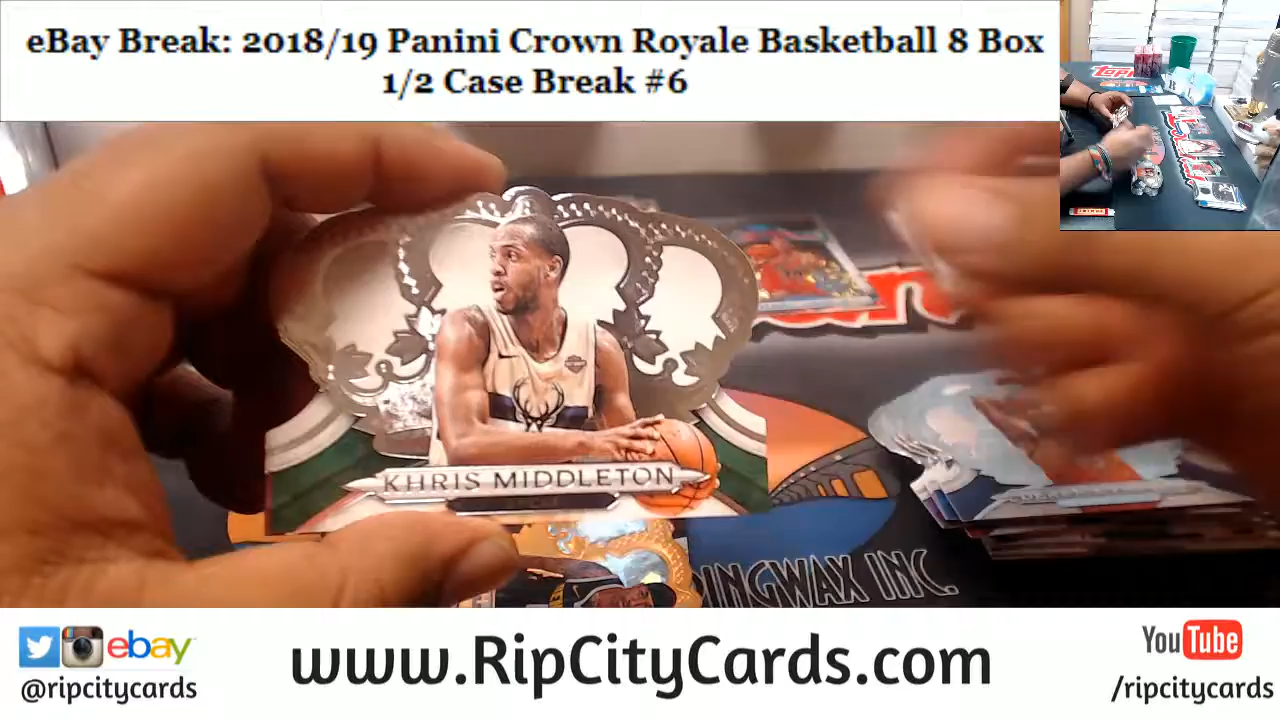 eBay Break: 2018/19 Panini Crown Royale Basketball 8 Box
1/2 Case Break #6
KHRIS MIDDLETON
INGWAX INC.
ebay
@ripcitycards
www.RipCityCards.com
YouTube
/ripcitycards